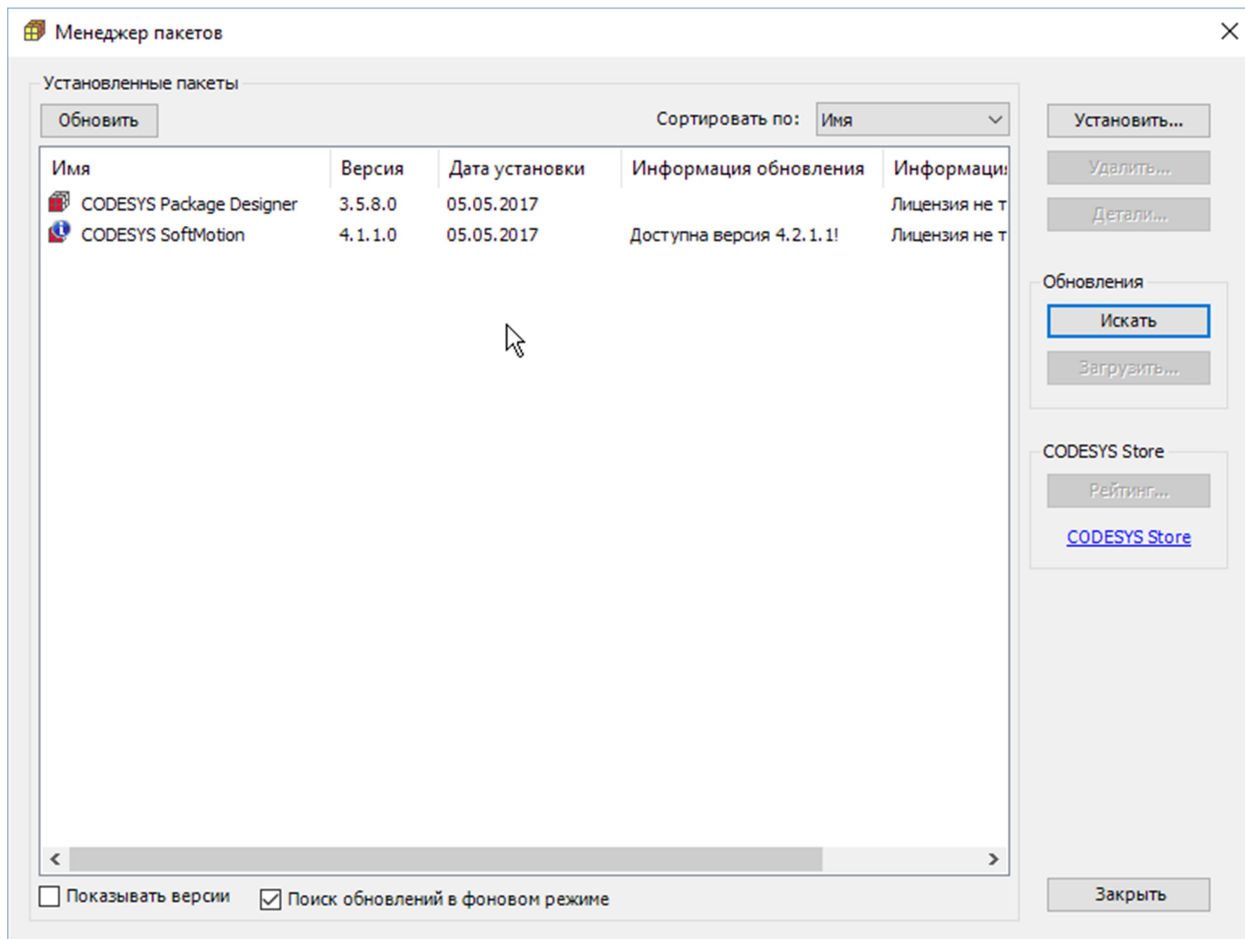 Менеджер пакетов
Установленные пакеты
Обновить
Сортировать по: Имя
Установить...
Имя Версия Дата установки Информация обновления Информация
CODESYS Package Designer 3.5.8.0 05.05.2017 Лицензия не т
CODESYS SoftMotion 4.1.1.0 05.05.2017 Доступна версия 4.2.1.1! Лицензия не т
Удалить...
Детали...
Обновления
Искать
Загрузить...
CODESYS Store
Рейтинг...
CODESYS Store
Показывать версии Поиск обновлений в фоновом режиме
Закрыть